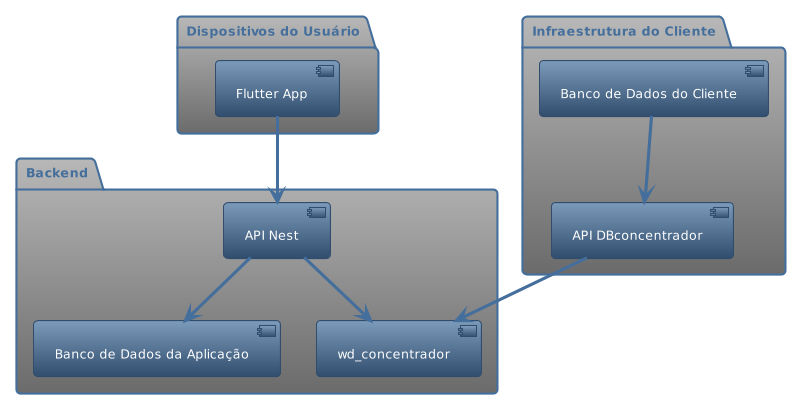 Dispositivos do Usuário
Flutter App
Infraestrutura do Cliente
Banco de Dados do Cliente
Backend
API Nest
API DBconcentrador
Banco de Dados da Aplicação
wd_concentrador